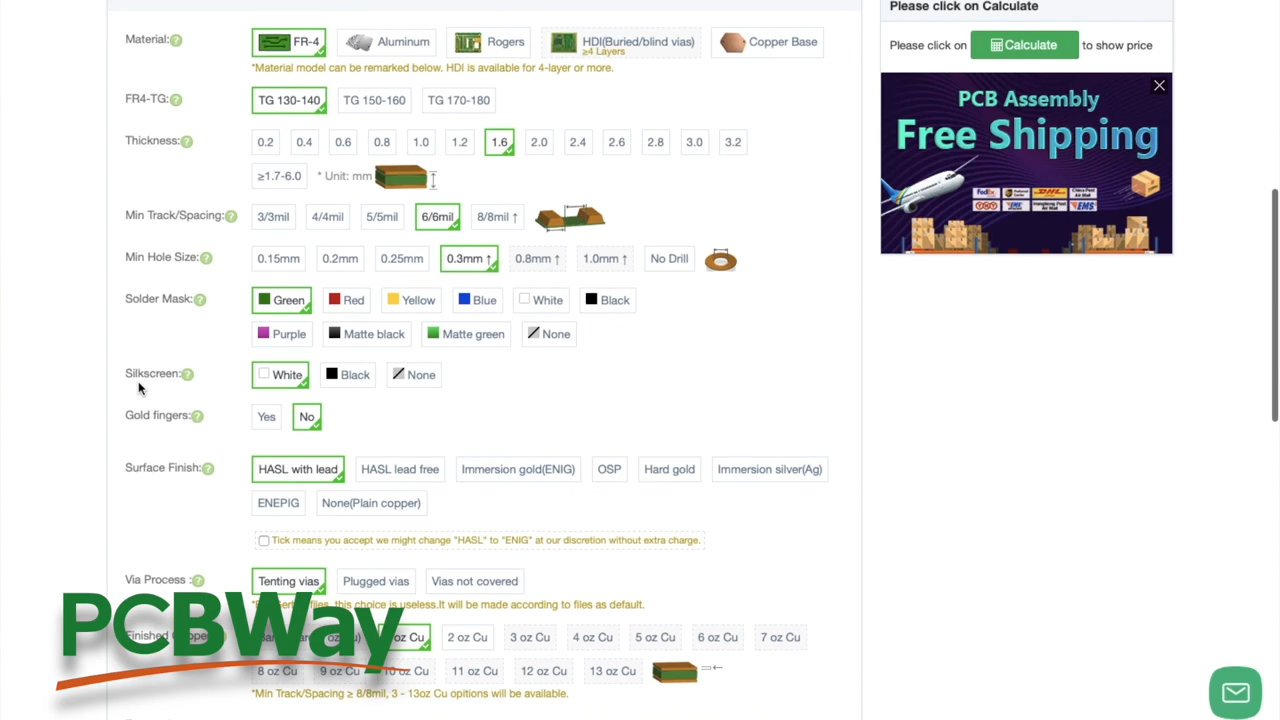 Please click on Calculate
Material:
FR-4
Aluminum
Rogers
HDI(Buried/blind vias)
≥4 Layers
Copper Base
Please click on
Calculate
to show price
*Material model can be remarked below. HDI is available for 4-layer or more.
FR4-TG:
TG 130-140
TG 150-160
TG 170-180
PCB Assembly
Free Shipping
Thickness:
0.2
0.4
0.6
0.8
1.0
1.2
1.6
2.0
2.4
2.6
2.8
3.0
3.2
≥1.7-6.0
* Unit: mm
FedEx
DHL
EMS
Min Track/Spacing:
3/3mil
4/4mil
5/5mil
6/6mil
8/8mil ↑
Min Hole Size:
0.15mm
0.2mm
0.25mm
0.3mm ↑
0.8mm ↑
1.0mm ↑
No Drill
Solder Mask:
Green
Red
Yellow
Blue
White
Black
Purple
Matte black
Matte green
None
Silkscreen:
White
Black
None
Gold fingers:
Yes
No
Surface Finish:
HASL with lead
HASL lead free
Immersion gold(ENIG)
OSP
Hard gold
Immersion silver(Ag)
ENEPIG
None(Plain copper)
Tick means you accept we might change "HASL" to "ENIG" at our discretion without extra charge.
Via Process :
Tenting vias
Plugged vias
Vias not covered
files, this choice is useless.It will be made according to files as default.
PCBWay
oz Cu
2 oz Cu
3 oz Cu
4 oz Cu
5 oz Cu
6 oz Cu
7 oz Cu
8 oz Cu
9 oz Cu
10 oz Cu
11 oz Cu
12 oz Cu
13 oz Cu
*Min Track/Spacing ≥ 8/8mil, 3 - 13oz Cu opitions will be available.